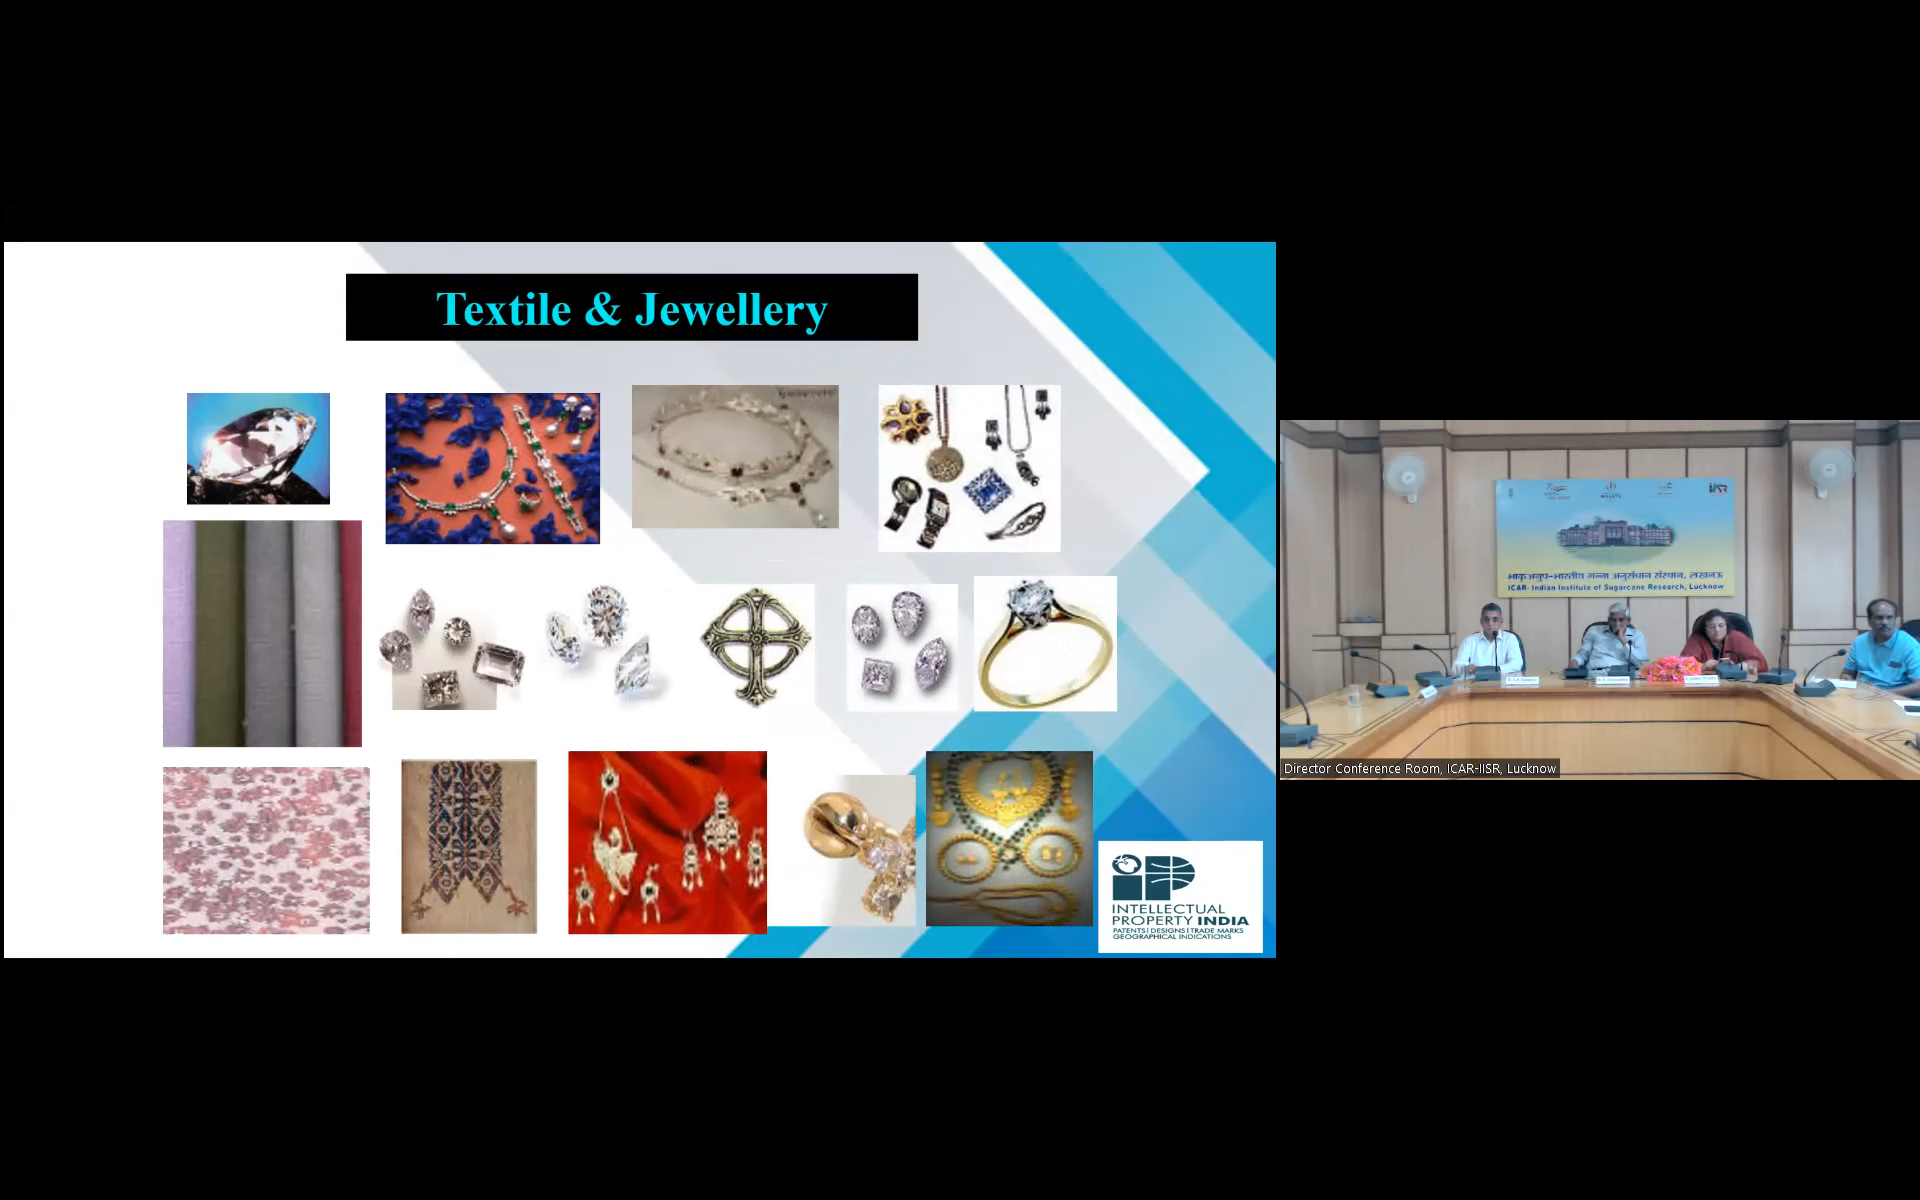 Textile & Jewellery
INTELLECTUAL
PROPERTY INDIA
PATENTS | DESIGNS | TRADE MARKS
GEOGRAPHICAL INDICATIONS
भाकृअनुप-भारतीय गन्ना अनुसंधान संस्थान, लखनऊ
ICAR- Indian Institute of Sugarcane Research, Lucknow
Director Conference Room, ICAR-IISR, Lucknow